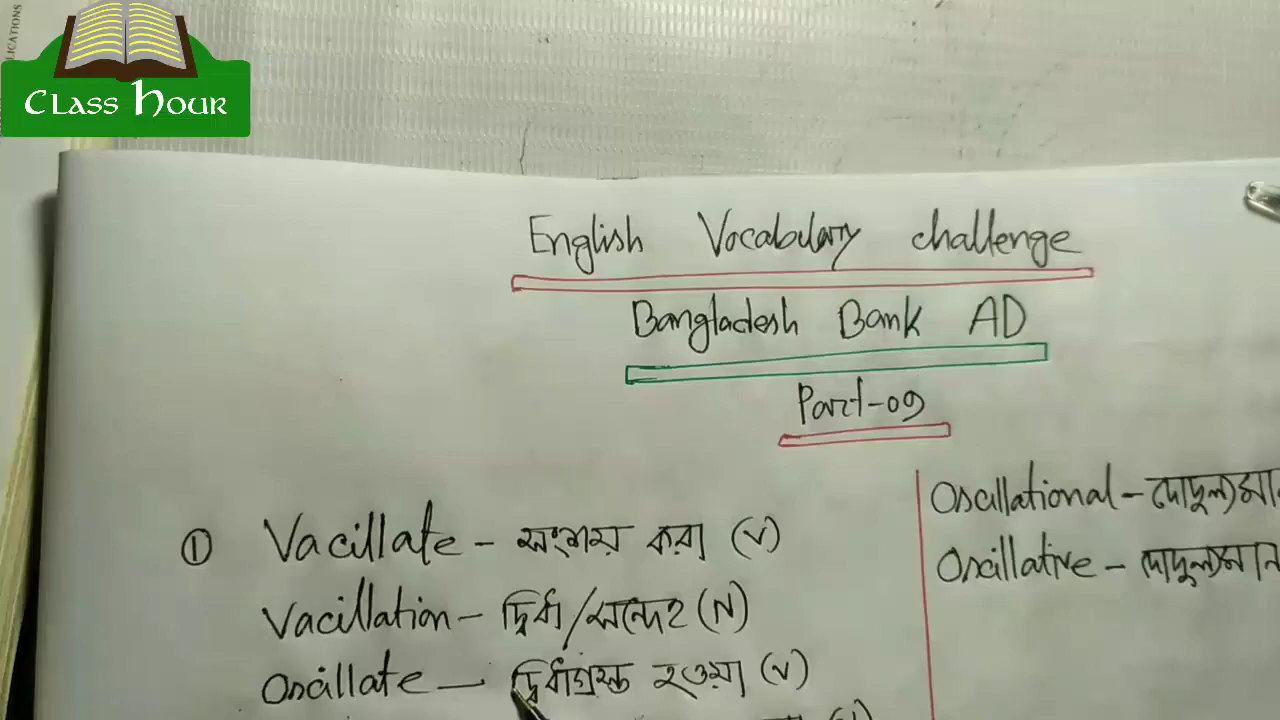 LICATIONS
CLASS HOUR
English Vocabulary challenge
Bangladesh Bank AD
Part-09
① Vacillate – সংশয় করা (V)
Vacillation – দ্বিধা/সন্দেহ (N)
Oscillate – দ্বিধাগ্রস্ত হওয়া (V)
Oscillational – দোদুল্যমান
Oscillative – দোদুল্যমান